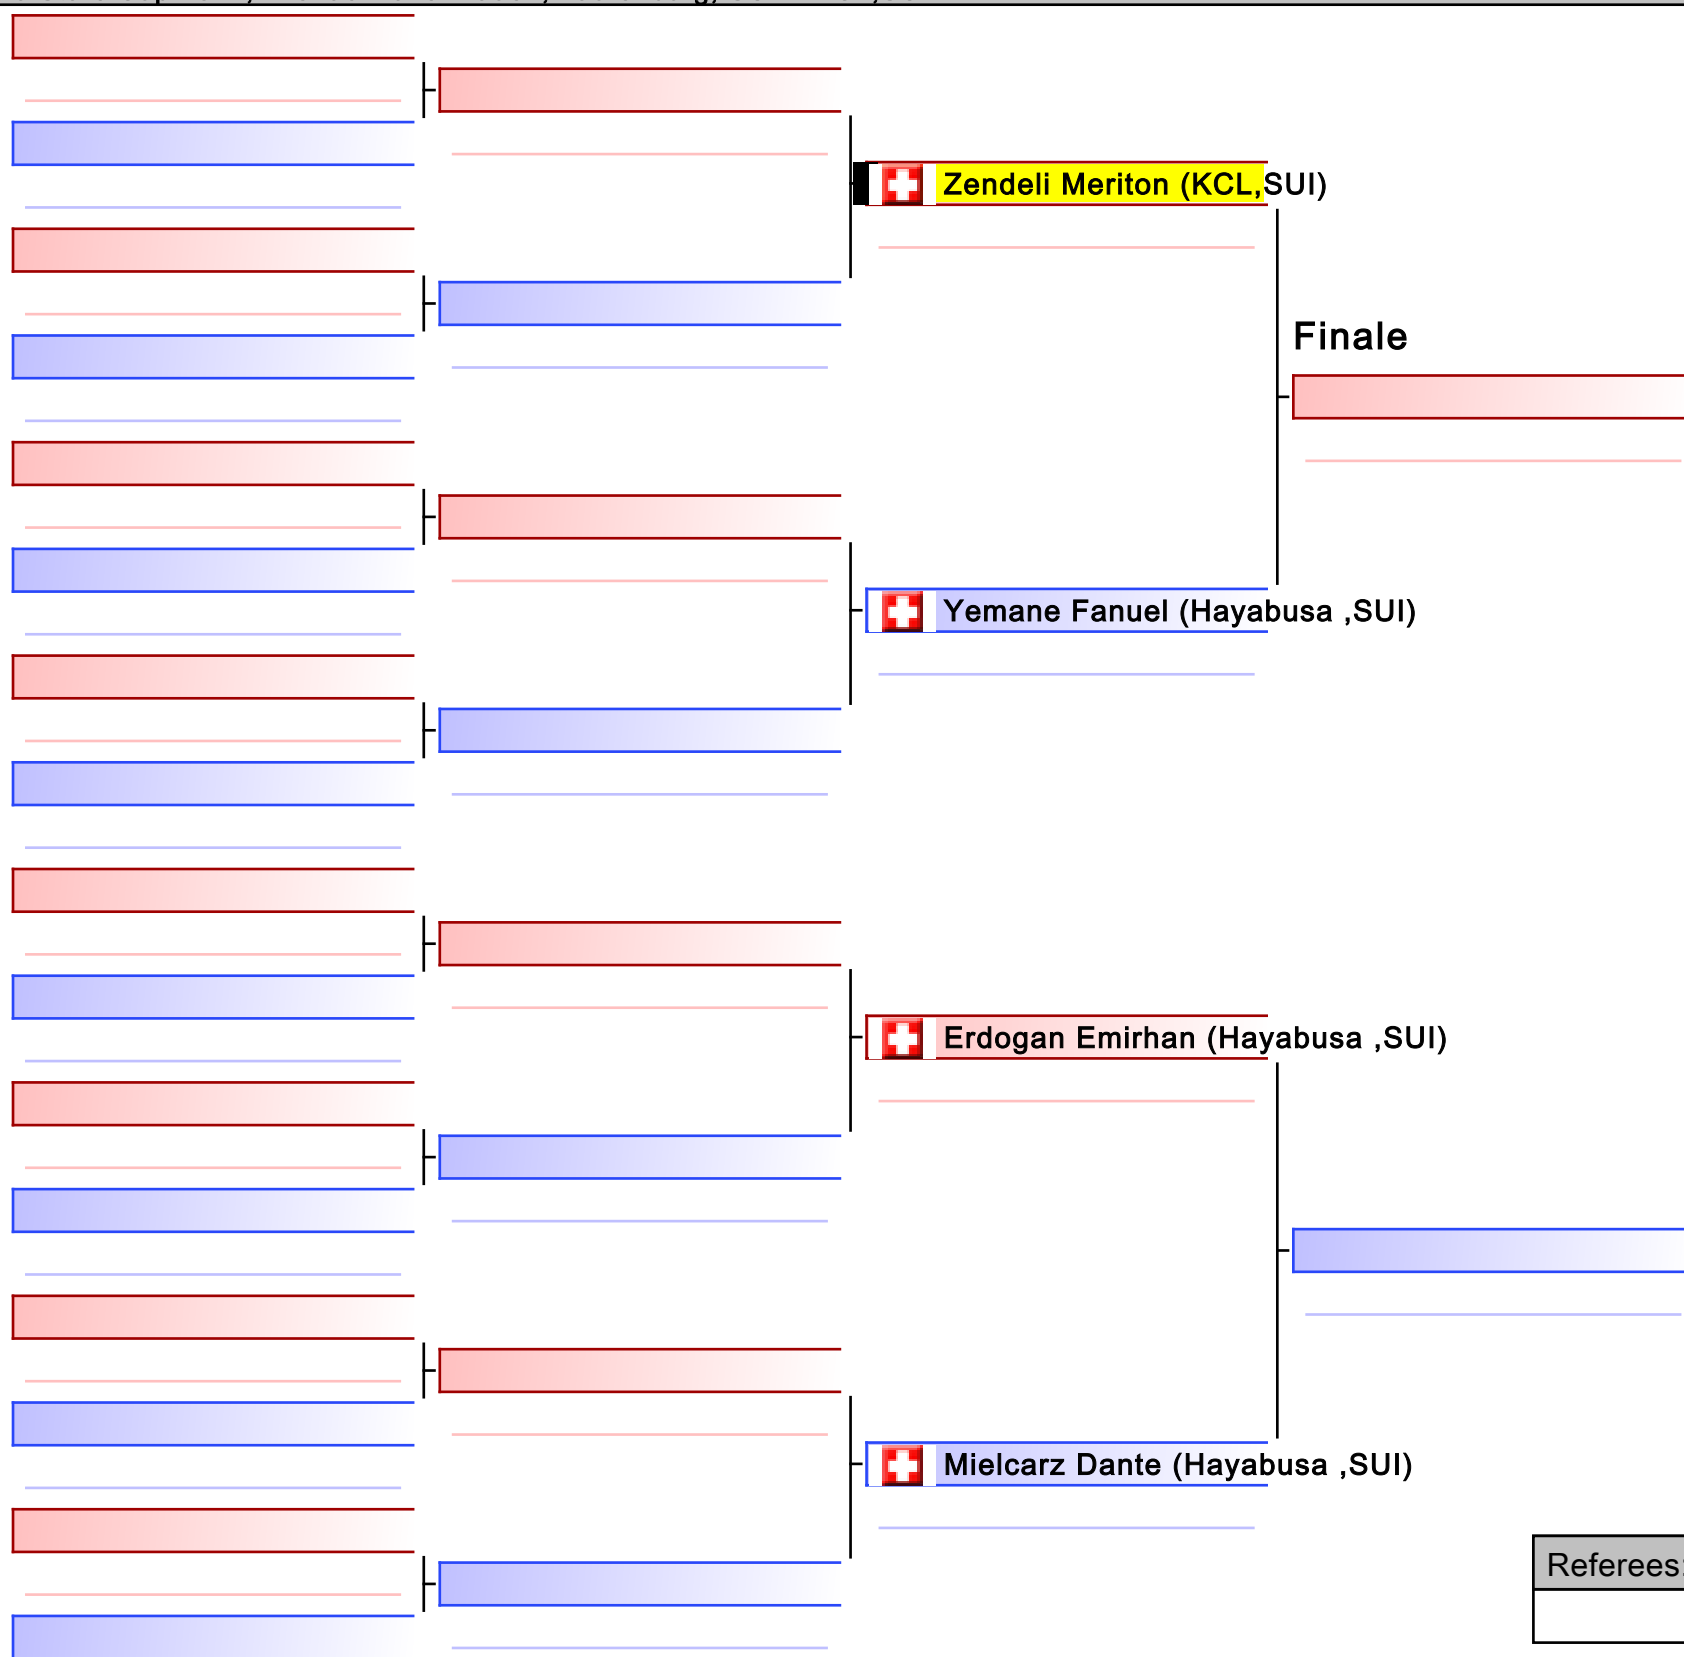 Zendeli Meriton (KCL,SUI)
Finale
Yemane Fanuel (Hayabusa ,SUI)
Erdogan Emirhan (Hayabusa ,SUI)
Mielcarz Dante (Hayabusa ,SUI)
Referees: